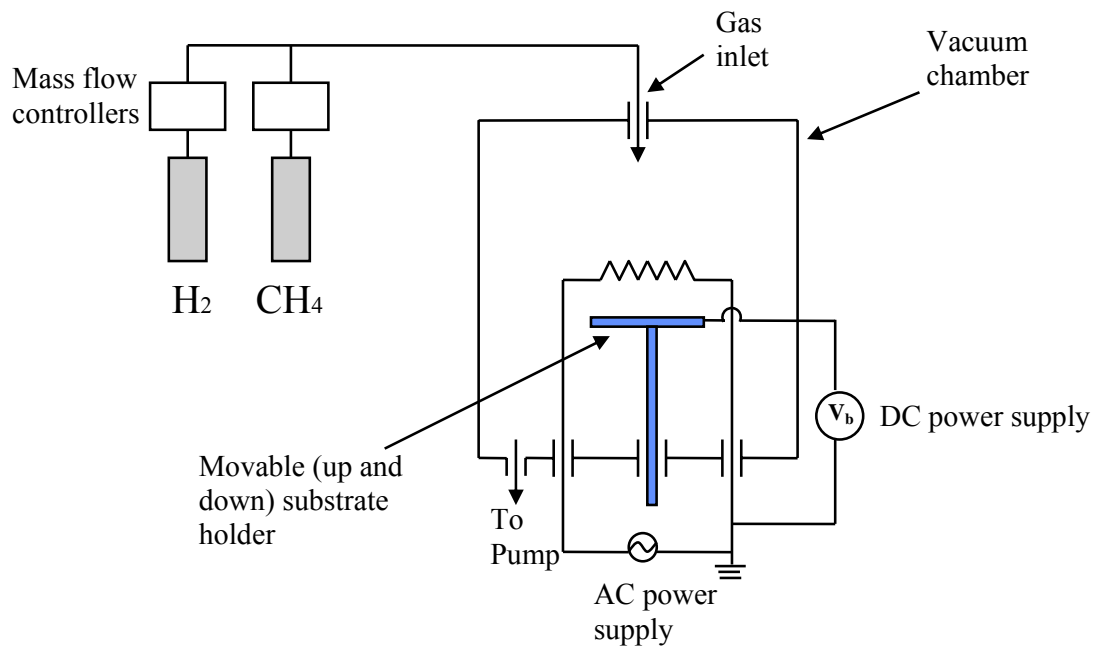 Gas
inlet
Vacuum
chamber
Mass flow
controllers
H2
CH4
Vb
DC power supply
Movable (up and
down) substrate
holder
To
Pump
AC power
supply